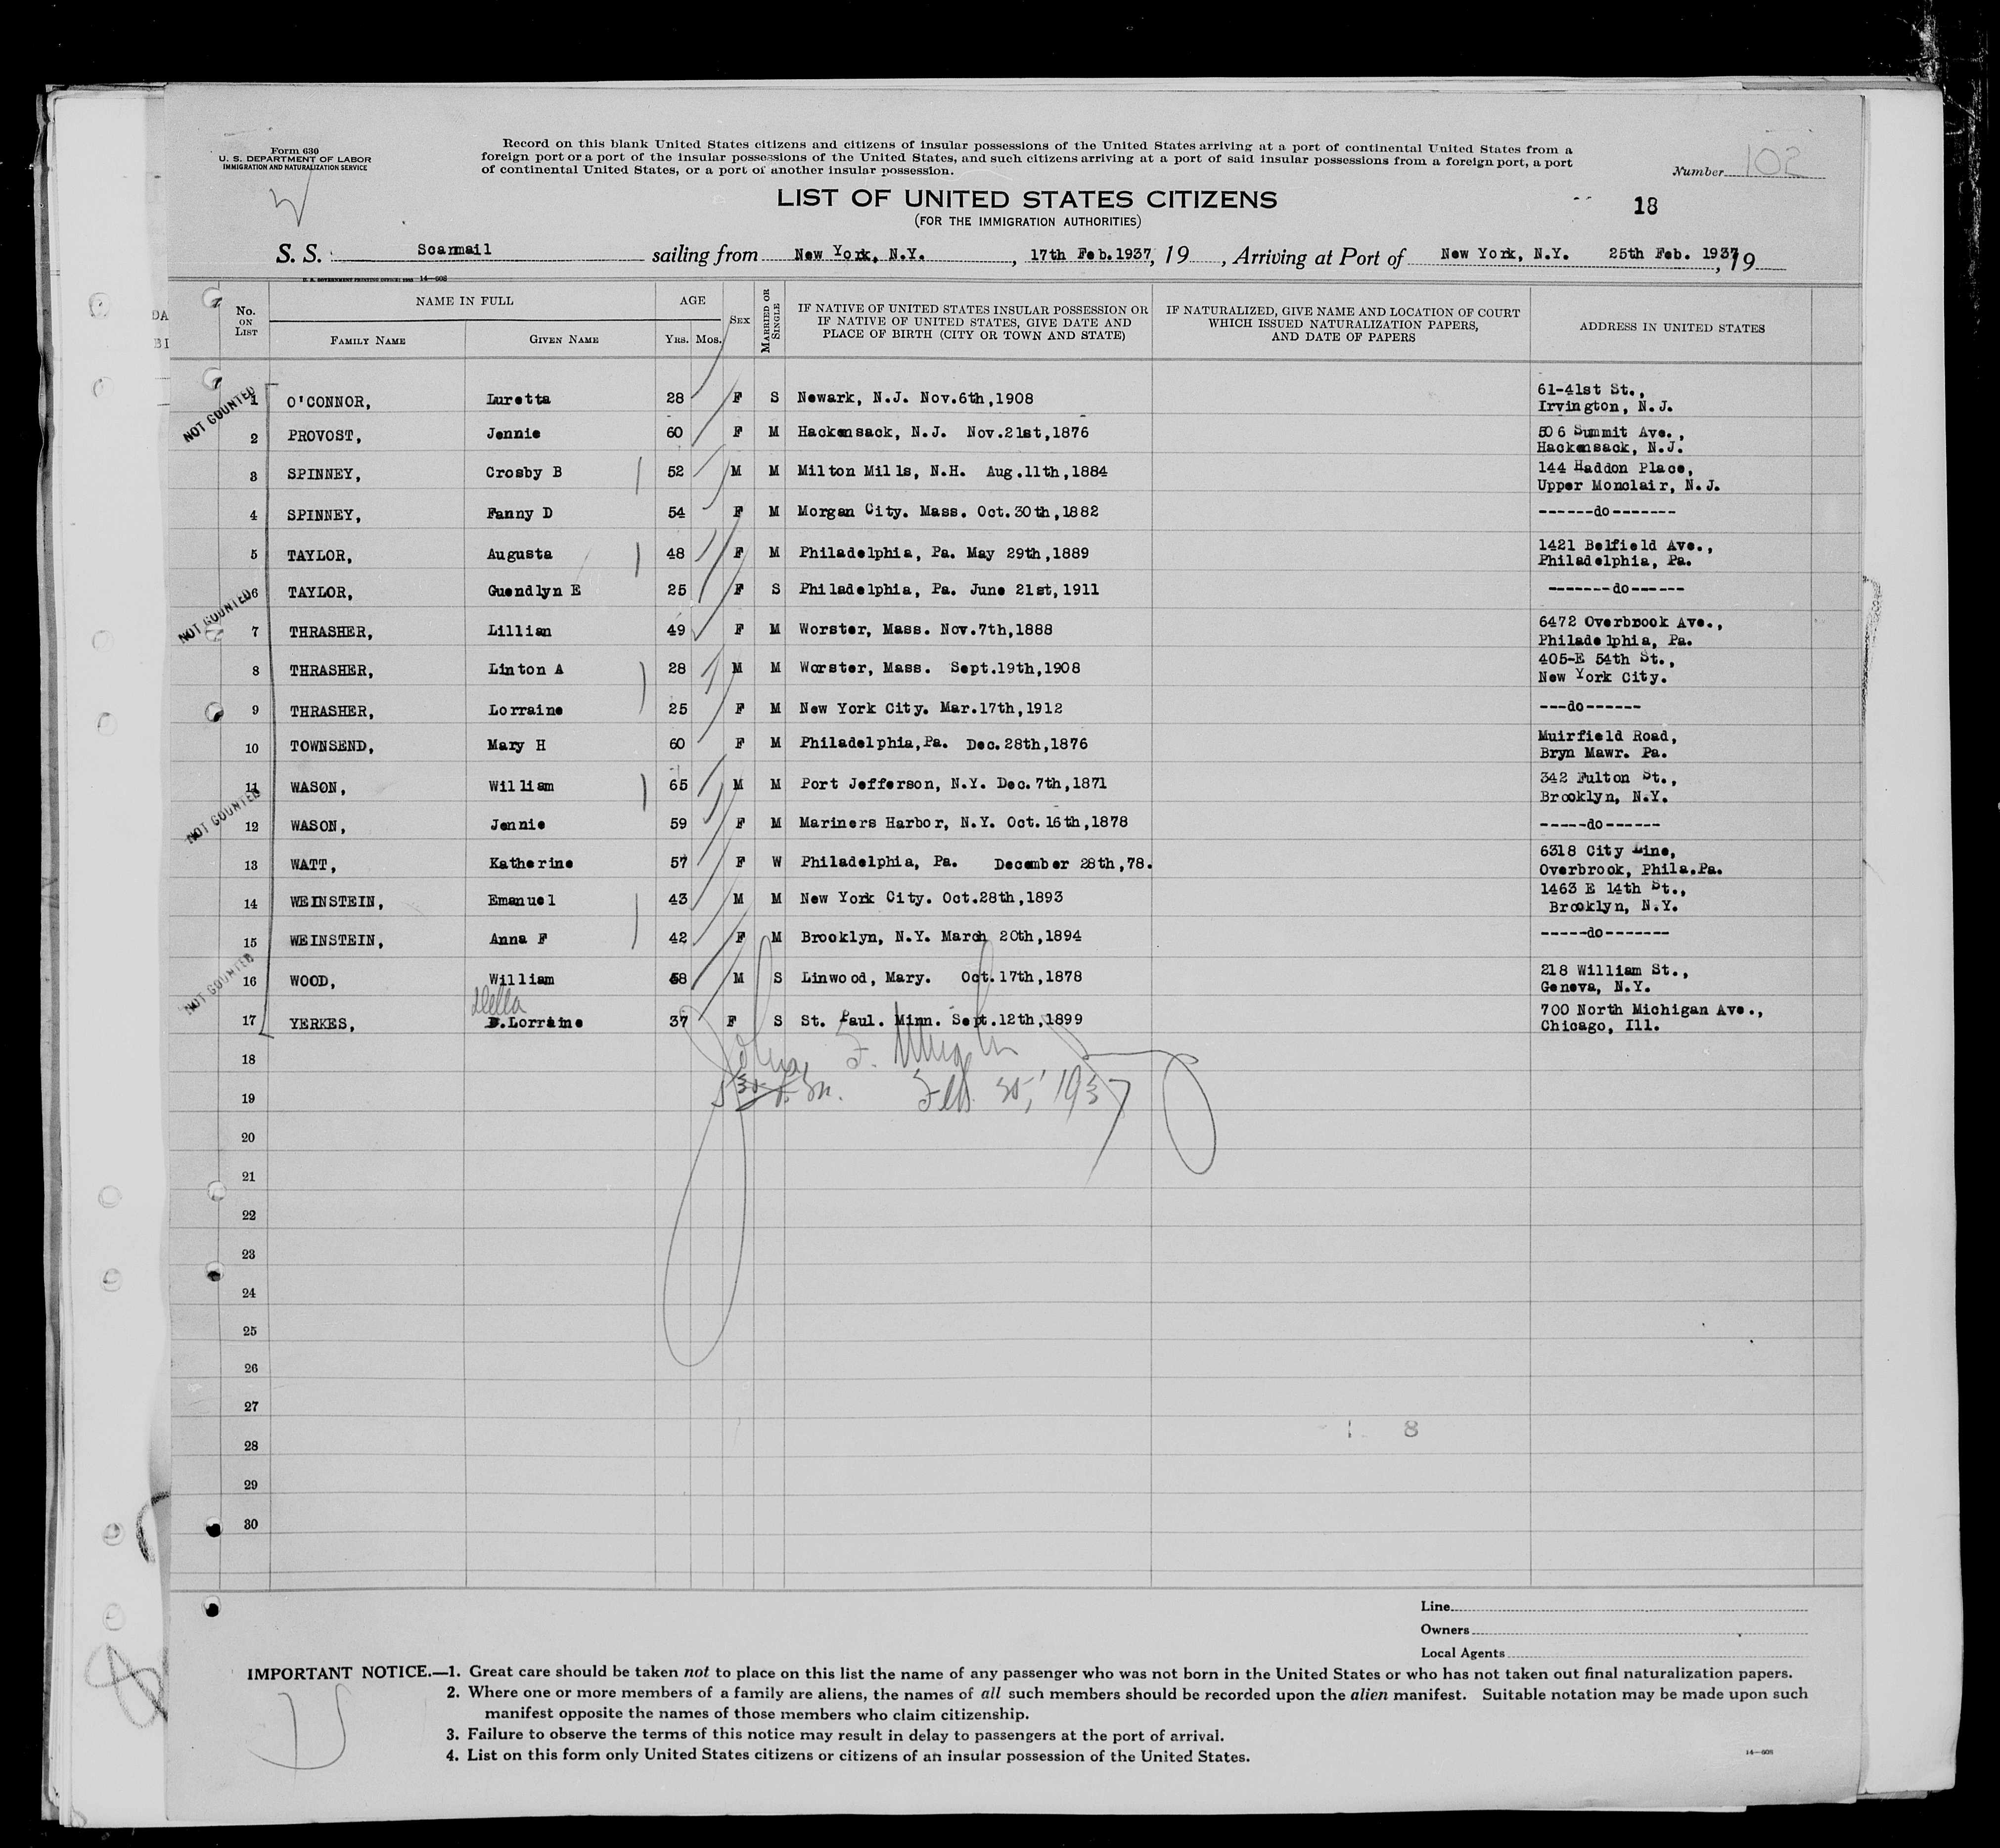 Form 630
U. S. DEPARTMENT OF LABOR
IMMIGRATION AND NATURALIZATION SERVICE
Record on this blank United States citizens and citizens of insular possessions of the United States arriving at a port of continental United States from a
foreign port or a port of the insular possessions of the United States, and such citizens arriving at a port of said insular possessions from a foreign port, a port
of continental United States, or a port of another insular possession.
Number 102
LIST OF UNITED STATES CITIZENS
(FOR THE IMMIGRATION AUTHORITIES)
18
S. S. Scanmail sailing from New York, N.Y. , 17th Feb.1937, 19 , Arriving at Port of New York, N.Y. 25th Feb. 1937, 19
U. S. GOVERNMENT PRINTING OFFICE: 1935 14—608
No. ON LIST
NAME IN FULL
FAMILY NAME
GIVEN NAME
AGE
YRS. MOS.
SEX
MARRIED OR SINGLE
IF NATIVE OF UNITED STATES INSULAR POSSESSION OR
IF NATIVE OF UNITED STATES, GIVE DATE AND
PLACE OF BIRTH (CITY OR TOWN AND STATE)
IF NATURALIZED, GIVE NAME AND LOCATION OF COURT
WHICH ISSUED NATURALIZATION PAPERS,
AND DATE OF PAPERS
ADDRESS IN UNITED STATES
NOT COUNTED
1 O'CONNOR, Luretta 28 F S Newark, N.J. Nov.6th,1908 61-41st St.,
Irvington, N.J.
2 PROVOST, Jennie 60 F M Hackensack, N.J. Nov.21st,1876 506 Summit Ave.,
Hackensack, N.J.
3 SPINNEY, Crosby B 52 M M Milton Mills, N.H. Aug.11th,1884 144 Haddon Place,
Upper Monclair, N.J.
4 SPINNEY, Fanny D 54 F M Morgan City. Mass. Oct.30th,1882 ------do-------
5 TAYLOR, Augusta 48 F M Philadelphia, Pa. May 29th,1889 1421 Belfield Ave.,
Philadelphia, Pa.
NOT COUNTED
6 TAYLOR, Guendlyn E 25 F S Philadelphia, Pa. June 21st,1911 -------do------
7 THRASHER, Lillian 49 F M Worster, Mass. Nov.7th,1888 6472 Overbrook Ave.,
Philadelphia, Pa.
8 THRASHER, Linton A 28 M M Worster, Mass. Sept.19th,1908 405-E 54th St.,
New York City.
9 THRASHER, Lorraine 25 F M New York City. Mar.17th,1912 ---do------
10 TOWNSEND, Mary H 60 F M Philadelphia,Pa. Dec.28th,1876 Muirfield Road,
Bryn Mawr. Pa.
11 WASON, William 65 M M Port Jefferson, N.Y. Dec.7th,1871 342 Fulton St.,
Brooklyn, N.Y.
NOT COUNTED
12 WASON, Jennie 59 F M Mariners Harbor, N.Y. Oct.16th,1878 -----do------
13 WATT, Katherine 57 F W Philadelphia, Pa. December 28th,78. 6318 City Line,
Overbrook, Phila.Pa.
14 WEINSTEIN, Emanuel 43 M M New York City. Oct.28th,1893 1463 E 14th St.,
Brooklyn, N.Y.
15 WEINSTEIN, Anna F 42 F M Brooklyn, N.Y. March 20th,1894 -----do-------
NOT COUNTED
16 WOOD, William 58 M S Linwood, Mary. Oct.17th,1878 218 William St.,
Geneva, N.Y.
Della
17 YERKES, D.Lorraine 37 F S St. Paul. Minn. Sept.12th,1899 700 North Michigan Ave.,
Chicago, Ill.
18
19 Feb. 25, 1937
20
21
22
23
24
25
26
27
28
29
30
1 8
Line
Owners
Local Agents
IMPORTANT NOTICE.—1. Great care should be taken not to place on this list the name of any passenger who was not born in the United States or who has not taken out final naturalization papers.
2. Where one or more members of a family are aliens, the names of all such members should be recorded upon the alien manifest. Suitable notation may be made upon such
manifest opposite the names of those members who claim citizenship.
3. Failure to observe the terms of this notice may result in delay to passengers at the port of arrival.
4. List on this form only United States citizens or citizens of an insular possession of the United States.
14—608